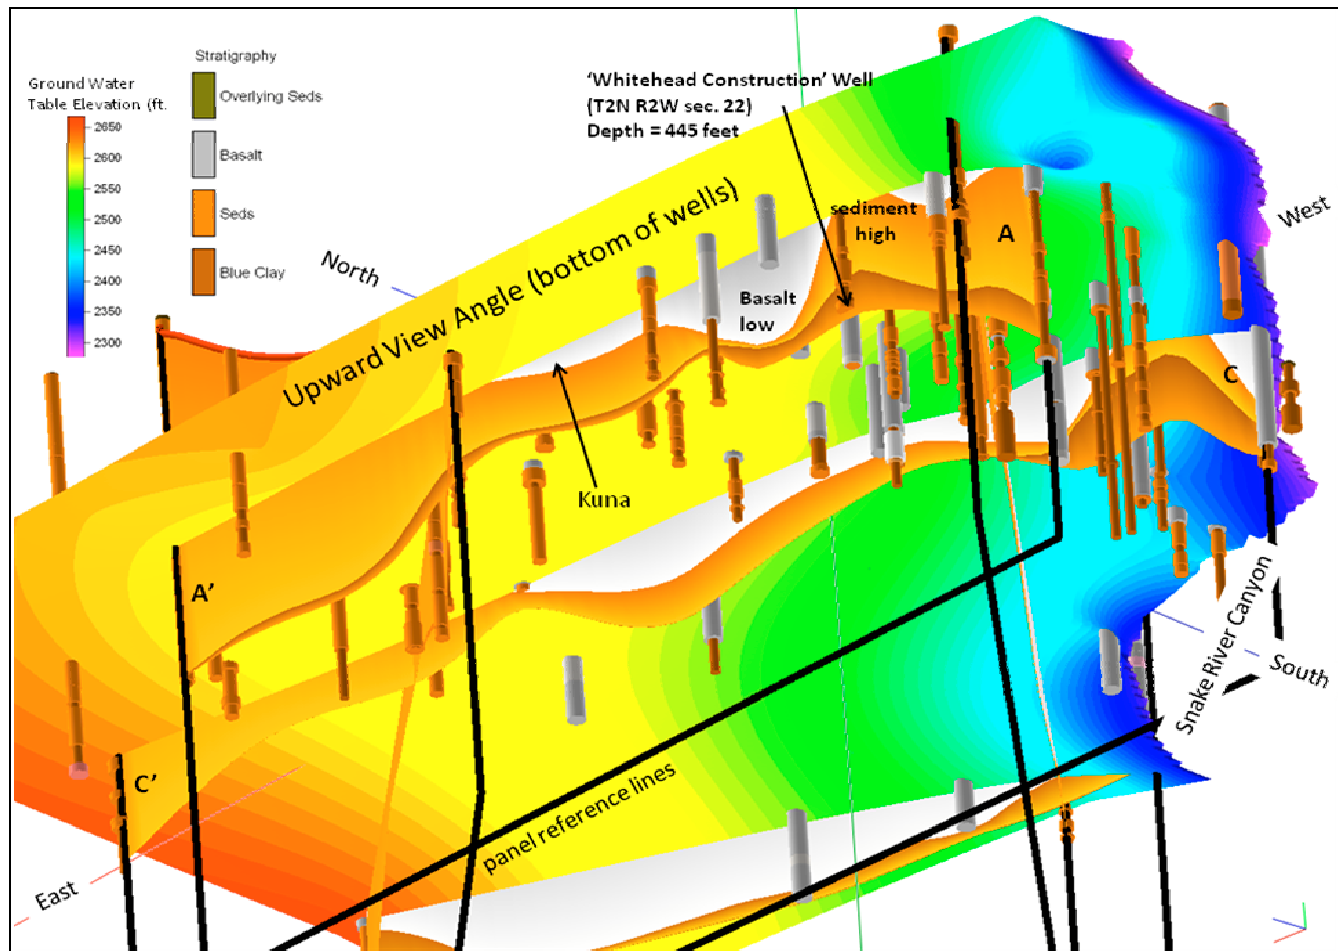 Stratigraphy
Ground Water
Table Elevation (ft.
Overlying Seds
2650
2600
2550
2500
2450
2400
2350
2300
Basalt
Seds
Blue Clay
'Whitehead Construction' Well
(T2N R2W sec. 22)
Depth = 445 feet
North
West
Upward View Angle (bottom of wells)
sediment
high
A
Basalt
low
C
Kuna
A'
Snake River Canyon
South
C'
panel reference lines
East